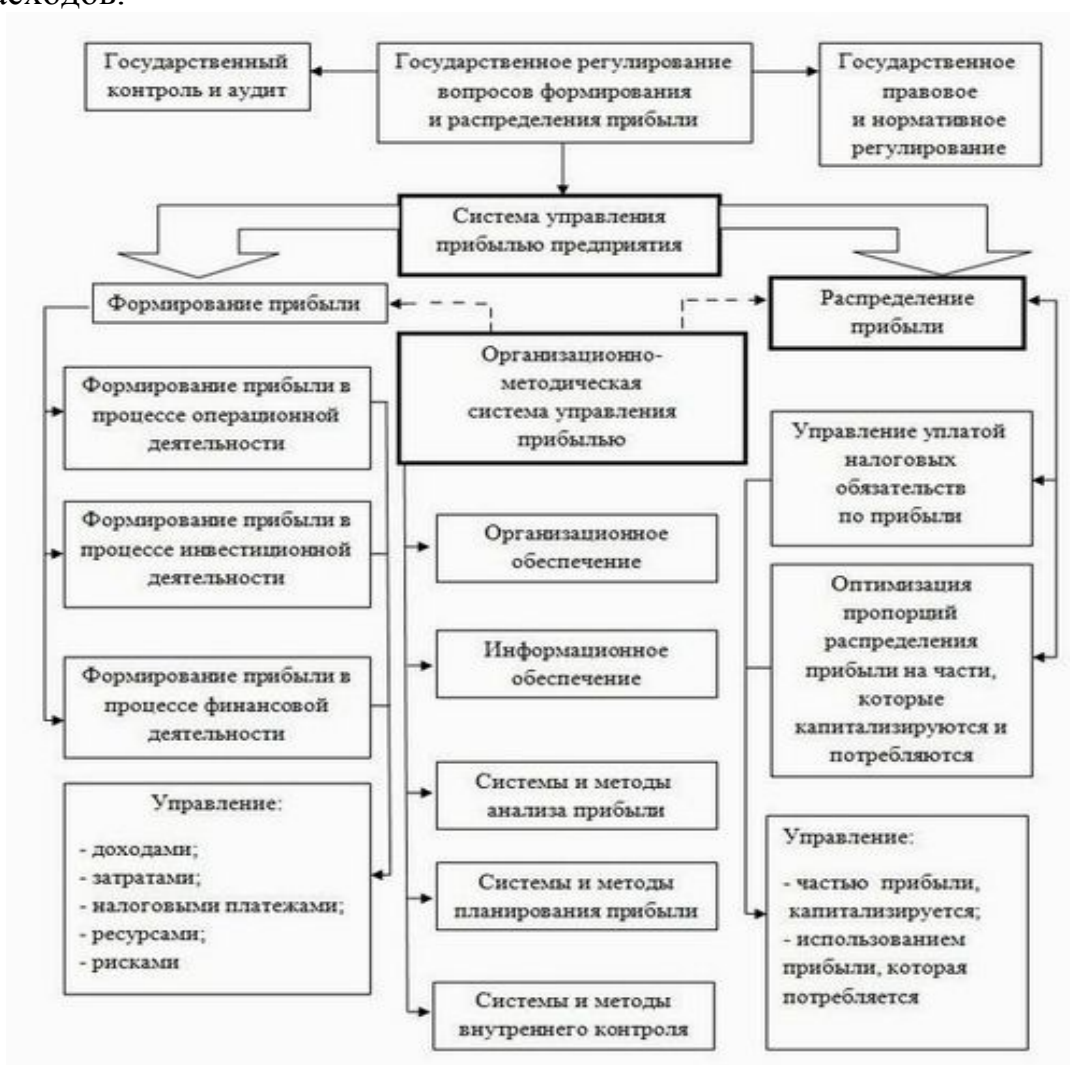 Государственный
контроль и аудит
Государственное регулирование
вопросов формирования
и распределения прибыли
Государственное
правовое
и нормативное
регулирование
Система управления
прибылью предприятия
Формирование прибыли
Распределение
прибыли
Организационно-
методическая
система управления
прибылью
Формирование прибыли в
процессе операционной
деятельности
Формирование прибыли в
процессе инвестиционной
деятельности
Формирование прибыли в
процессе финансовой
деятельности
Управление:
- доходами;
- затратами;
- налоговыми платежами;
- ресурсами;
- рисками
Организационное
обеспечение
Информационное
обеспечение
Системы и методы
анализа прибыли
Системы и методы
планирования прибыли
Системы и методы
внутреннего контроля
Управление уплатой
налоговых
обязательств
по прибыли
Оптимизация
пропорций
распределения
прибыли на части,
которые
капитализируются и
потребляются
Управление:
- частью прибыли,
капитализируется;
- использованием
прибыли, которая
потребляется